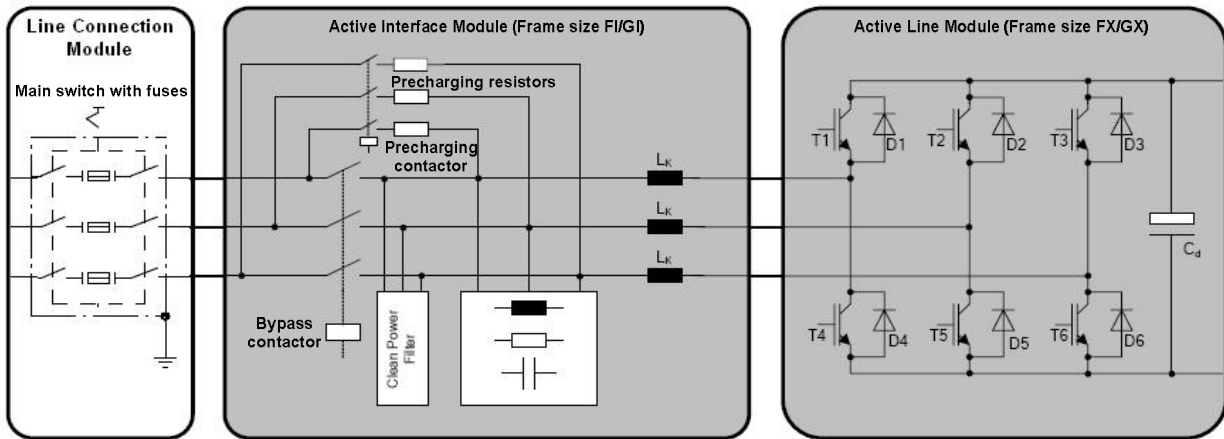 Line Connection
Module
Main switch with fuses
Active Interface Module (Frame size FI/GI)
Precharging resistors
Precharging
contactor
Bypass
contactor
Clean Power
Filter
LK
LK
LK
Active Line Module (Frame size FX/GX)
T1
D1
T2
D2
T3
D3
Cd
T4
D4
T5
D5
T6
D6